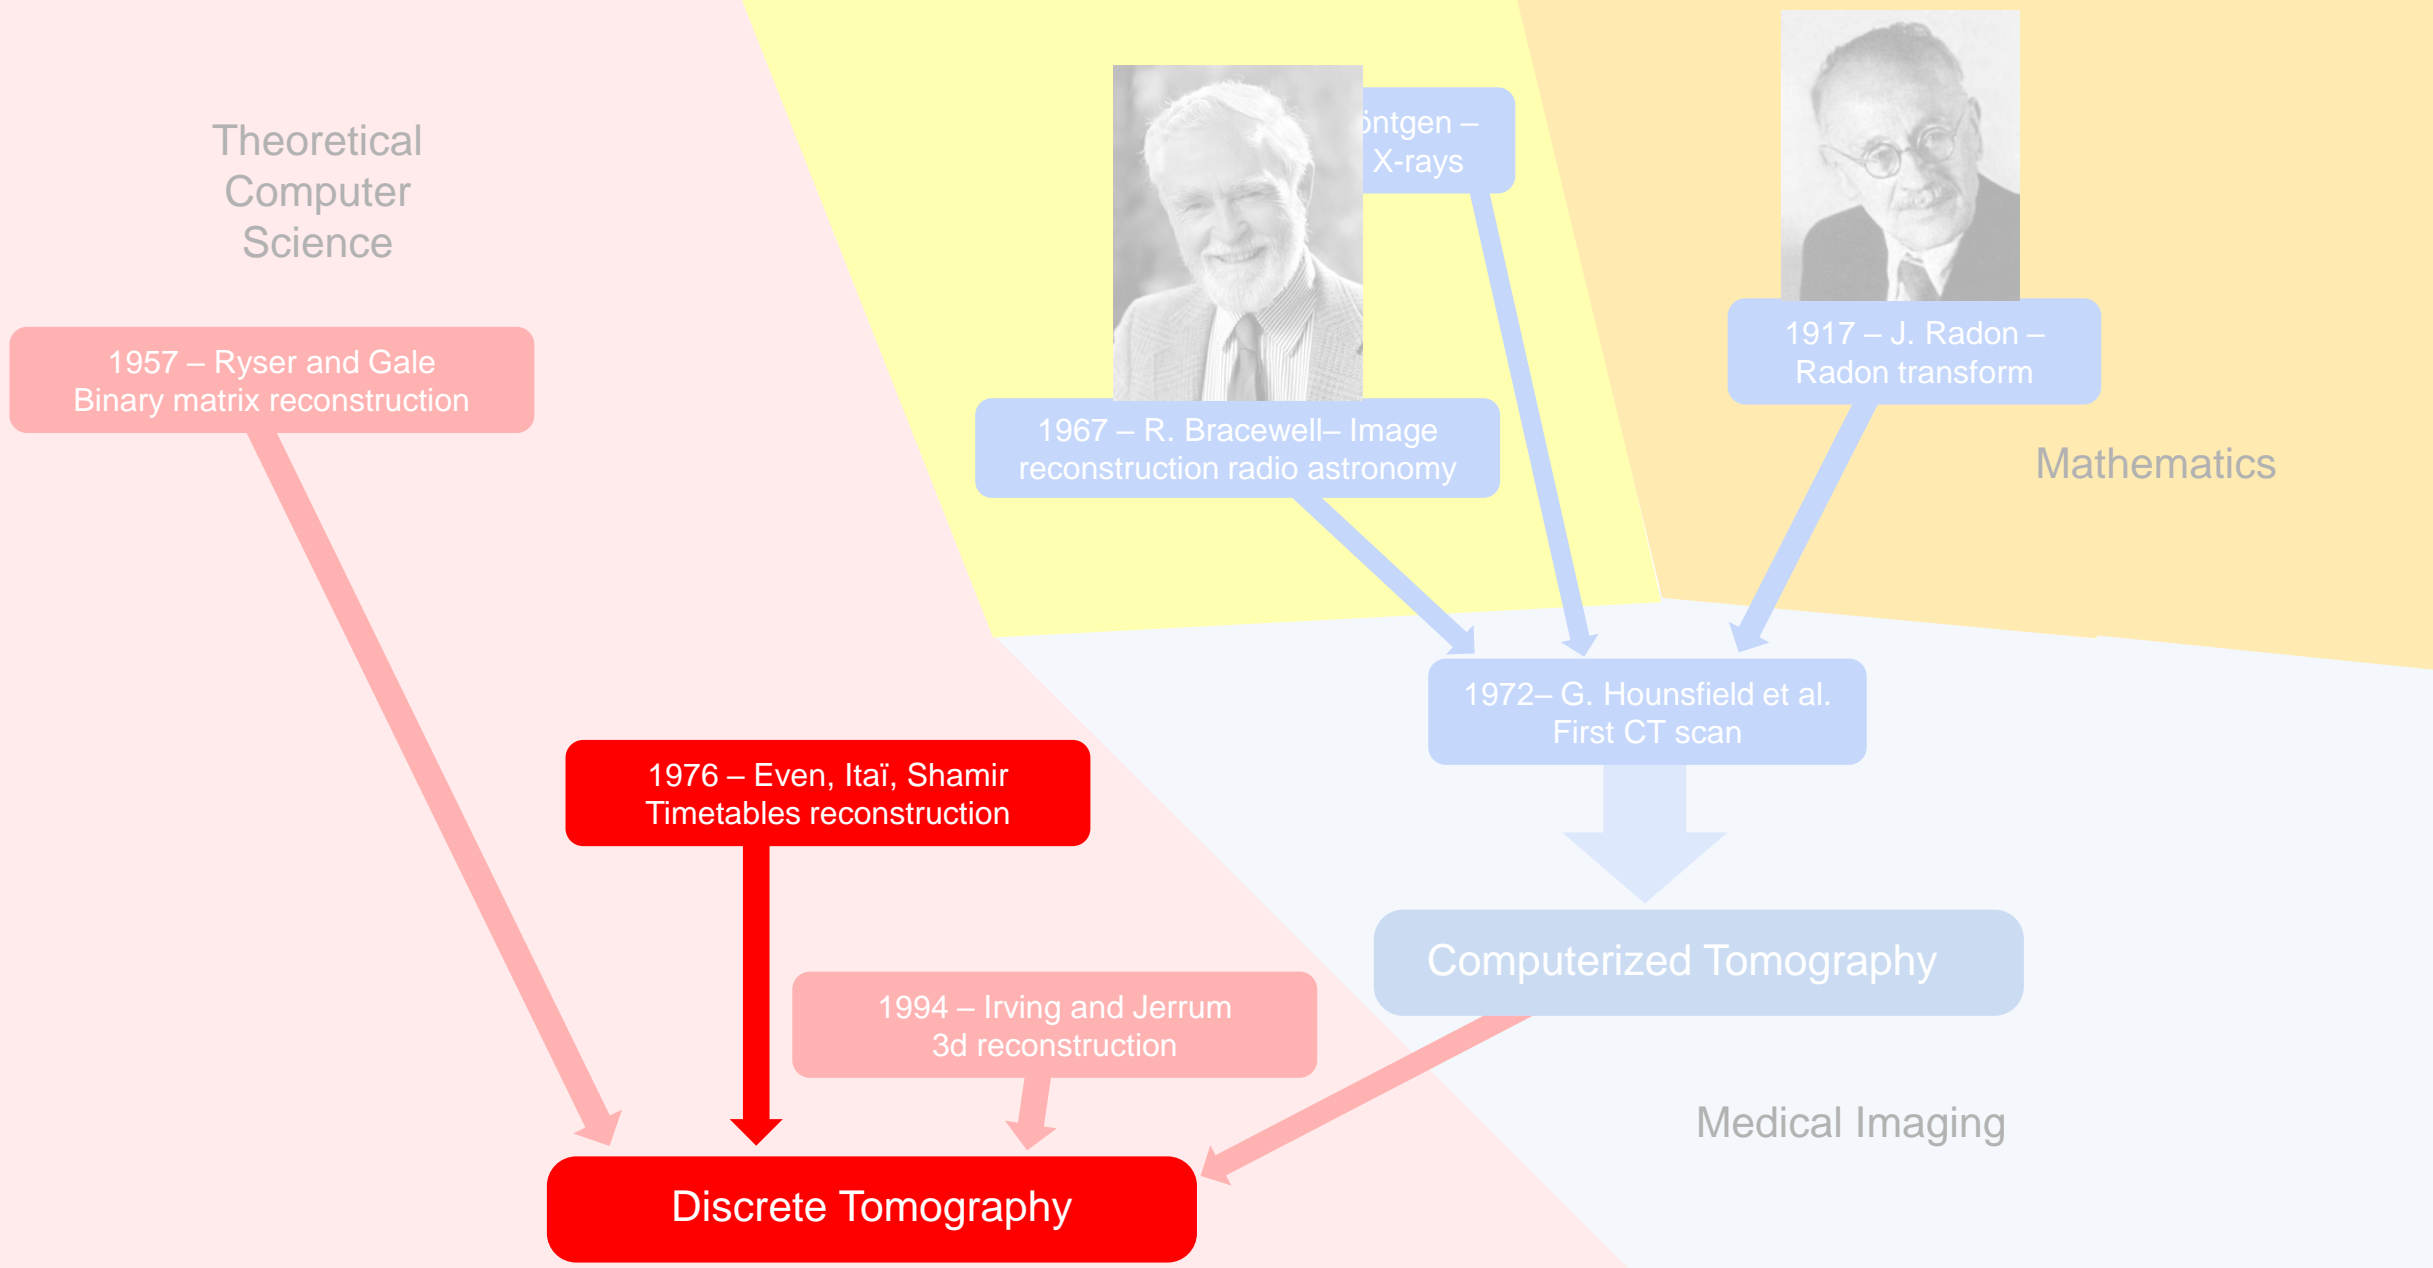 Theoretical
Computer
Science
1957 – Ryser and Gale
Binary matrix reconstruction
öntgen –
X-rays
1967 – R. Bracewell– Image
reconstruction radio astronomy
1917 – J. Radon –
Radon transform
Mathematics
1972– G. Hounsfield et al.
First CT scan
1976 – Even, Itaï, Shamir
Timetables reconstruction
Computerized Tomography
1994 – Irving and Jerrum
3d reconstruction
Medical Imaging
Discrete Tomography